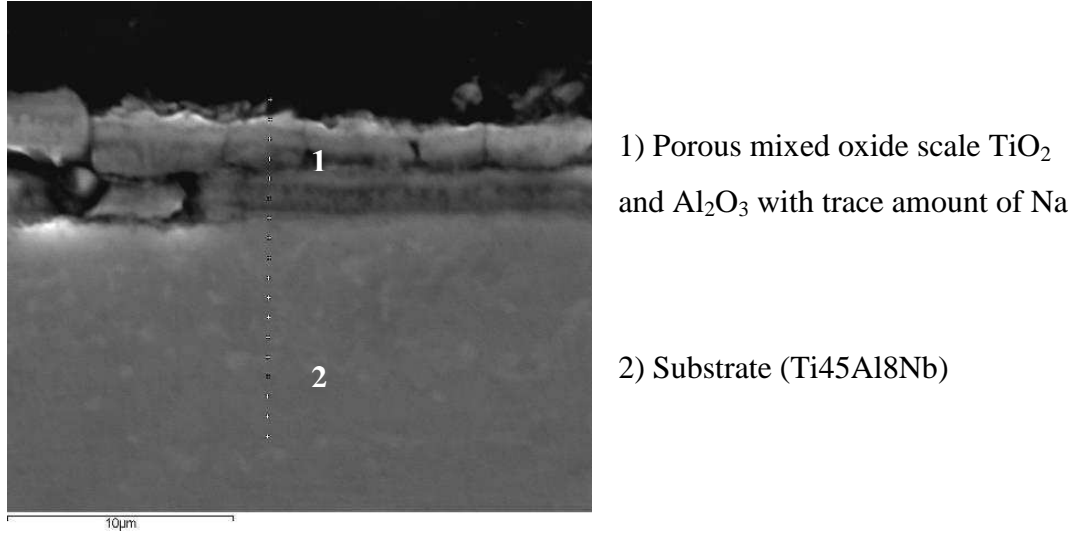 1
2
10µm
1) Porous mixed oxide scale TiO₂
and Al₂O₃ with trace amount of Na
2) Substrate (Ti45Al8Nb)